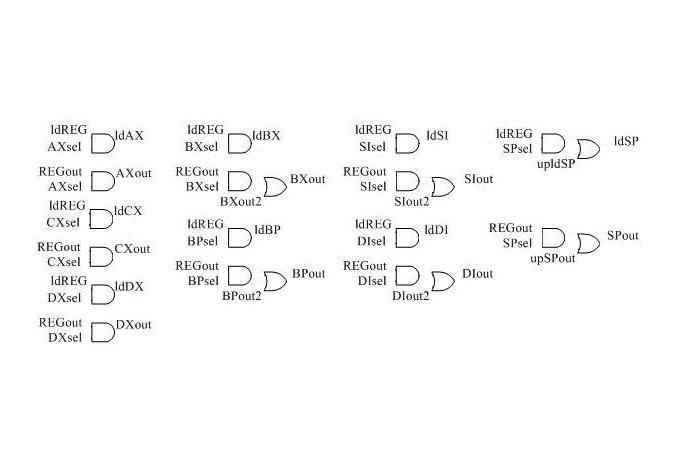 ldREG
AXsel
ldAX
REGout
AXsel
AXout
ldREG
CXsel
ldCX
REGout
CXsel
CXout
ldREG
DXsel
ldDX
REGout
DXsel
DXout
ldREG
BXsel
ldBX
REGout
BXsel
BXout2
BXout
ldREG
BPsel
ldBP
REGout
BPsel
BPout2
BPout
ldREG
SIsel
ldSI
REGout
SIsel
SIout2
SIout
ldREG
DIsel
ldDI
REGout
DIsel
DIout2
DIout
ldREG
SPsel
upldSP
ldSP
REGout
SPsel
upSPout
SPout